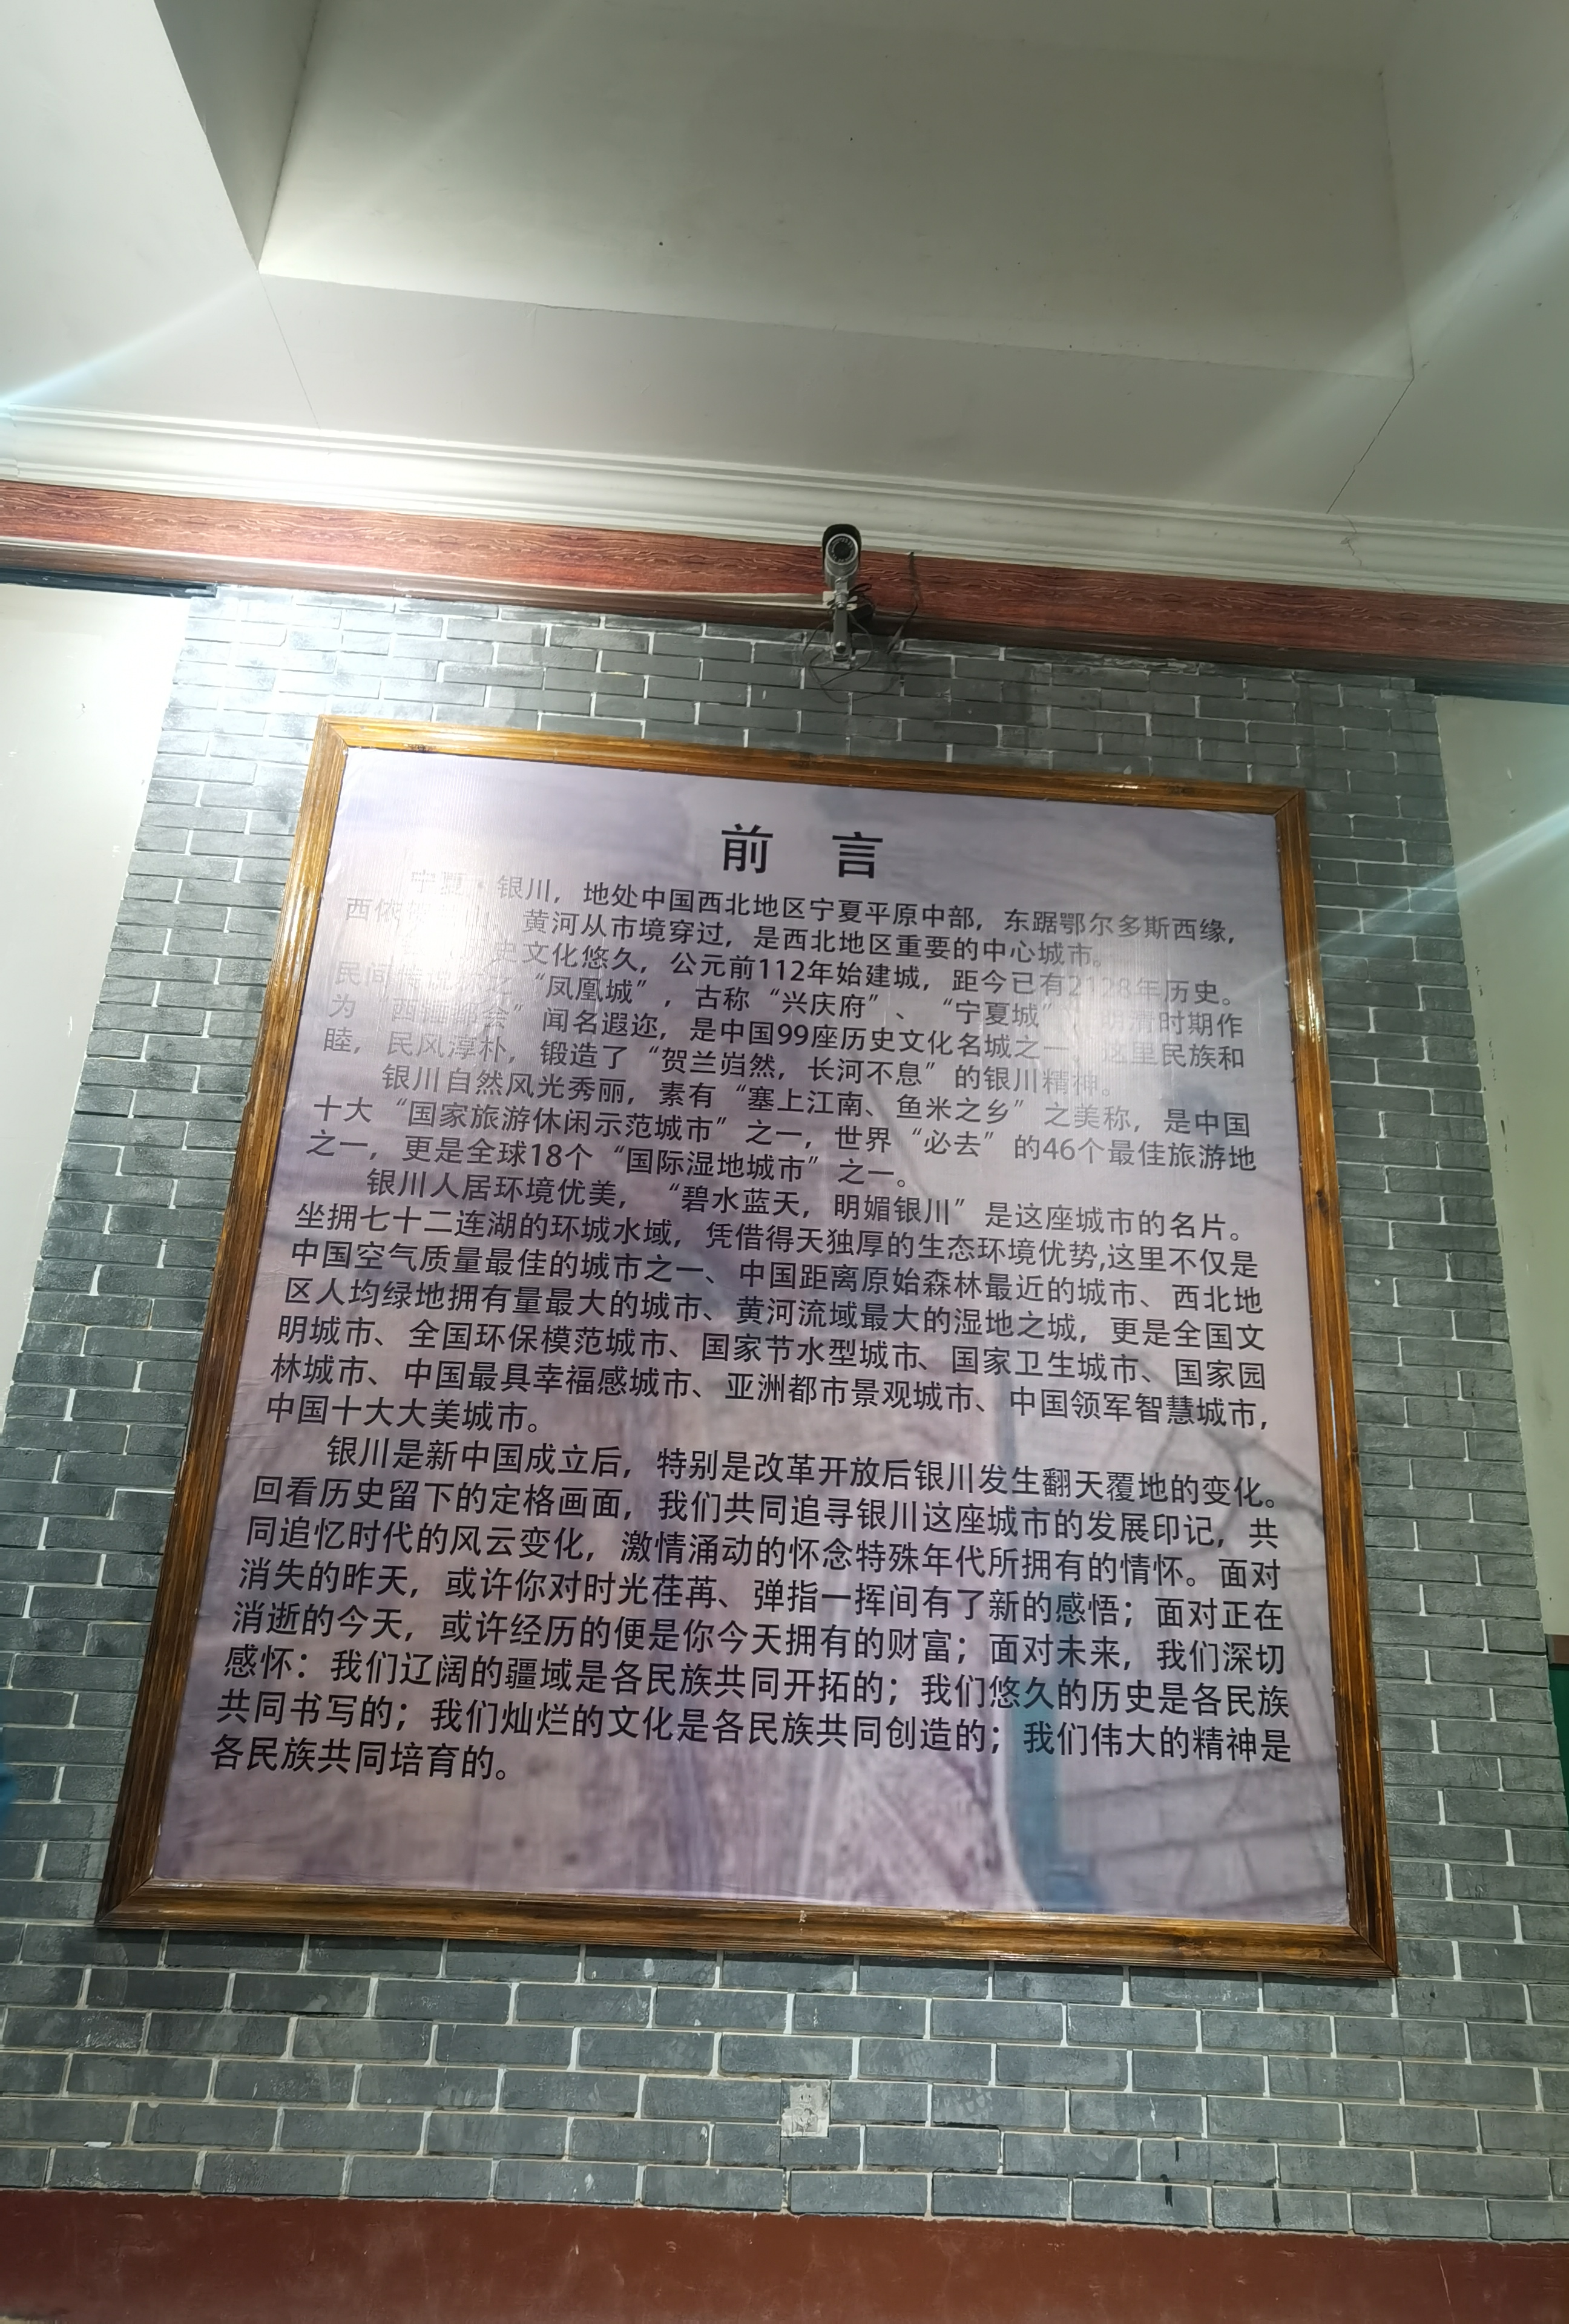 前 言
宁夏·银川，地处中国西北地区宁夏平原中部，东踞鄂尔多斯西缘，
西依 黄河从市境穿过，是西北地区重要的中心城市。
史文化悠久，公元前112年始建城，距今已有2128年历史。
民间传说 “凤凰城”，古称“兴庆府”、“宁夏城”，明清时期作
为“西 会”闻名遐迩，是中国99座历史文化名城之一，这里民族和
睦，民风淳朴，锻造了“贺兰岿然，长河不息”的银川精神。
银川自然风光秀丽，素有“塞上江南、鱼米之乡”之美称，是中国
十大“国家旅游休闲示范城市”之一，世界“必去”的46个最佳旅游地
之一，更是全球18个“国际湿地城市”之一。
银川人居环境优美，“碧水蓝天，明媚银川”是这座城市的名片。
坐拥七十二连湖的环城水域，凭借得天独厚的生态环境优势,这里不仅是
中国空气质量最佳的城市之一、中国距离原始森林最近的城市、西北地
区人均绿地拥有量最大的城市、黄河流域最大的湿地之城，更是全国文
明城市、全国环保模范城市、国家节水型城市、国家卫生城市、国家园
林城市、中国最具幸福感城市、亚洲都市景观城市、中国领军智慧城市，
中国十大大美城市。
银川是新中国成立后，特别是改革开放后银川发生翻天覆地的变化。
回看历史留下的定格画面，我们共同追寻银川这座城市的发展印记，共
同追忆时代的风云变化，激情涌动的怀念特殊年代所拥有的情怀。面对
消失的昨天，或许你对时光荏苒、弹指一挥间有了新的感悟；面对正在
消逝的今天，或许经历的便是你今天拥有的财富；面对未来，我们深切
感怀：我们辽阔的疆域是各民族共同开拓的；我们悠久的历史是各民族
共同书写的；我们灿烂的文化是各民族共同创造的；我们伟大的精神是
各民族共同培育的。